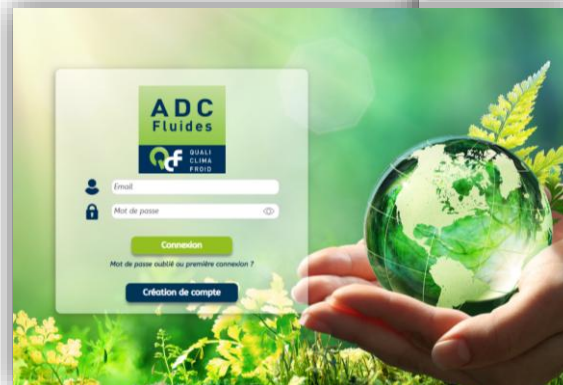 ADC
Fluides
QCF
QUALI
CLIMA
FROID
Email
Mot de passe
Connexion
Mot de passe oublié ou première connexion ?
Création de compte